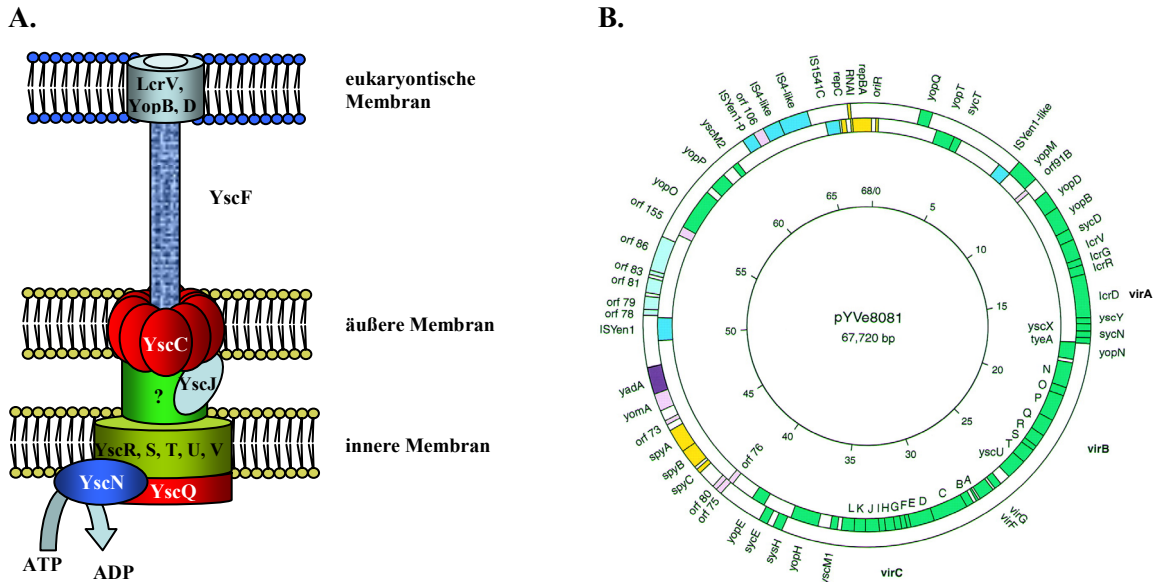 A.
LcrV,
YopB, D
eukaryontische
Membran
YscF
YscC
äußere Membran
?
YscJ
YscR, S, T, U, V
innere Membran
YscN
YscQ
ATP
ADP
B.
ISYen1-p
orf 106
IS4-like
IS4-like
IS1541C
repC
RNAI
repBA
oriR
yopQ
yopT
sycT
ISYen1-like
yopM
orf91B
yopD
yopB
sycD
lcrV
lcrG
lcrR
lcrD
virA
yscY
yscX
sycN
tyeA
yopN
N
O
P
Q
R
S
T
yscU
virB
virG
virF
A
B
C
D
E
F
G
H
I
J
K
L
virC
yscM1
yopH
sysH
sycE
yopE
orf 76
orf 75
orf 80
spyC
spyB
spyA
orf 73
yomA
yadA
ISYen1
orf 78
orf 79
orf 81
orf 83
orf 86
orf 155
yopO
yopP
yscM2
68/0
5
10
15
20
25
30
35
40
45
50
55
60
65
pYVe8081
67,720 bp